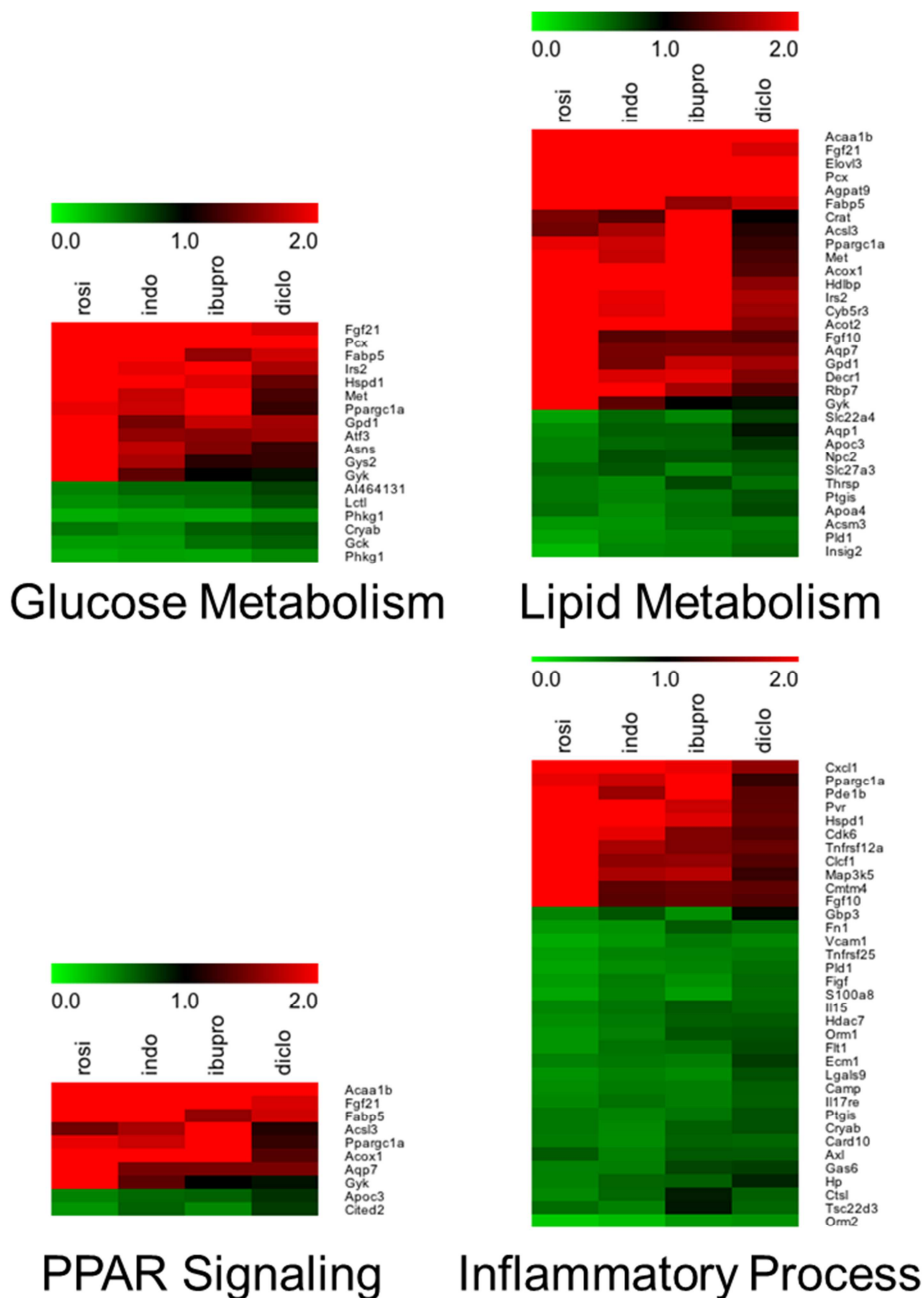 0.0 1.0 2.0
rosi indo ibupro diclo
Fgf21
Pcx
Fabp5
Irs2
Hspd1
Met
Ppargc1a
Gpd1
Atf3
Asns
Gys2
Gyk
AI464131
Lctl
Phkg1
Cryab
Gck
Phkg1
Glucose Metabolism
0.0 1.0 2.0
rosi indo ibupro diclo
Acaa1b
Fgf21
Elovl3
Pcx
Agpat9
Fabp5
Crat
Acsl3
Ppargc1a
Met
Acox1
Hdlbp
Irs2
Cyb5r3
Acot2
Fgf10
Aqp7
Gpd1
Decr1
Rbp7
Gyk
Slc22a4
Aqp1
Apoc3
Npc2
Slc27a3
Thrsp
Ptgis
Apoa4
Acsm3
Pld1
Insig2
Lipid Metabolism
0.0 1.0 2.0
rosi indo ibupro diclo
Acaa1b
Fgf21
Fabp5
Acsl3
Ppargc1a
Acox1
Aqp7
Gyk
Apoc3
Cited2
PPAR Signaling
0.0 1.0 2.0
rosi indo ibupro diclo
Cxcl1
Ppargc1a
Pde1b
Pvr
Hspd1
Cdk6
Tnfrsf12a
Clcf1
Map3k5
Cmtm4
Fgf10
Gbp3
Fn1
Vcam1
Tnfrsf25
Pld1
Figf
S100a8
Il15
Hdac7
Orm1
Flt1
Ecm1
Lgals9
Camp
Il17re
Ptgis
Cryab
Card10
Axl
Gas6
Hp
Ctsl
Tsc22d3
Orm2
Inflammatory Process